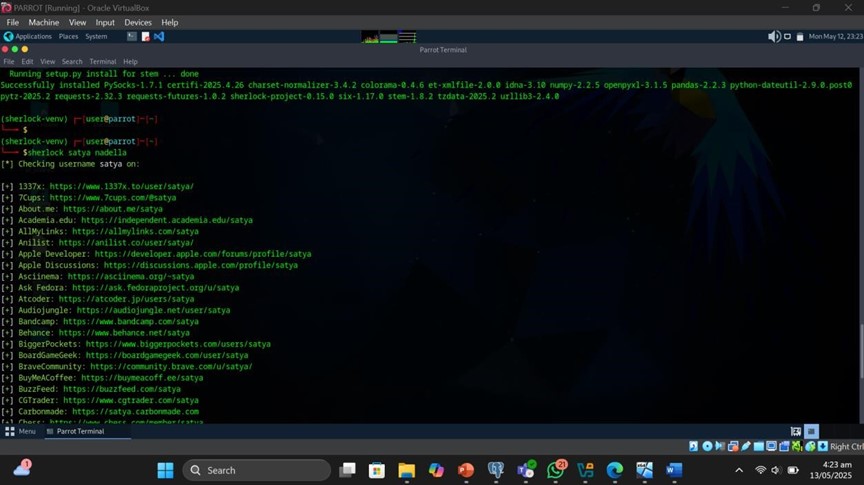 PARROT [Running] - Oracle VirtualBox
File Machine View Input Devices Help
Applications Places System Mon May 12, 23:23
Parrot Terminal
File Edit View Search Terminal Help
Running setup.py install for stem ... done
Successfully installed PySocks-1.7.1 certifi-2025.4.26 charset-normalizer-3.4.2 colorama-0.4.6 et-xmlfile-2.0.0 idna-3.10 numpy-2.2.5 openpyxl-3.1.5 pandas-2.2.3 python-dateutil-2.9.0.post0
pytz-2025.2 requests-2.32.3 requests-futures-1.0.2 sherlock-project-0.15.0 six-1.17.0 stem-1.8.2 tzdata-2025.2 urllib3-2.4.0
(sherlock-venv) ┌─[user@parrot]─[~]
└──╼ $
(sherlock-venv) ┌─[user@parrot]─[~]
└──╼ $sherlock satya nadella
[*] Checking username satya on:
[+] 1337x: https://www.1337x.to/user/satya/
[+] 7Cups: https://www.7cups.com/@satya
[+] About.me: https://about.me/satya
[+] Academia.edu: https://independent.academia.edu/satya
[+] AllMyLinks: https://allmylinks.com/satya
[+] Anilist: https://anilist.co/user/satya/
[+] Apple Developer: https://developer.apple.com/forums/profile/satya
[+] Apple Discussions: https://discussions.apple.com/profile/satya
[+] Asciinema: https://asciinema.org/~satya
[+] Ask Fedora: https://ask.fedoraproject.org/u/satya
[+] Atcoder: https://atcoder.jp/users/satya
[+] Audiojungle: https://audiojungle.net/user/satya
[+] Bandcamp: https://www.bandcamp.com/satya
[+] Behance: https://www.behance.net/satya
[+] BiggerPockets: https://www.biggerpockets.com/users/satya
[+] BoardGameGeek: https://boardgamegeek.com/user/satya
[+] BraveCommunity: https://community.brave.com/u/satya/
[+] BuyMeACoffee: https://buymeacoff.ee/satya
[+] BuzzFeed: https://buzzfeed.com/satya
[+] CGTrader: https://www.cgtrader.com/satya
[+] Carbonmade: https://satya.carbonmade.com
[+] Chess: https://www.chess.com/member/satya
Menu Parrot Terminal
Right Ctrl
1 Search 21 4:23 am
13/05/2025